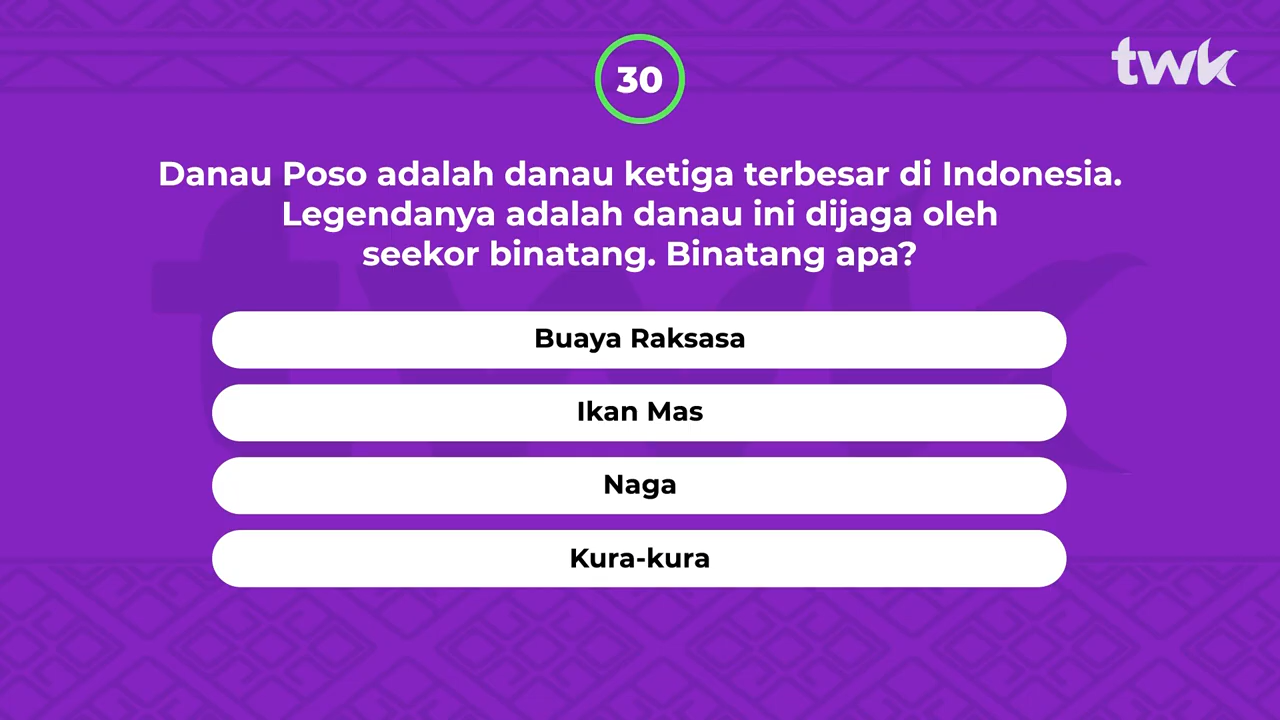 30
twk
Danau Poso adalah danau ketiga terbesar di Indonesia.
Legendanya adalah danau ini dijaga oleh
seekor binatang. Binatang apa?
Buaya Raksasa
Ikan Mas
Naga
Kura-kura